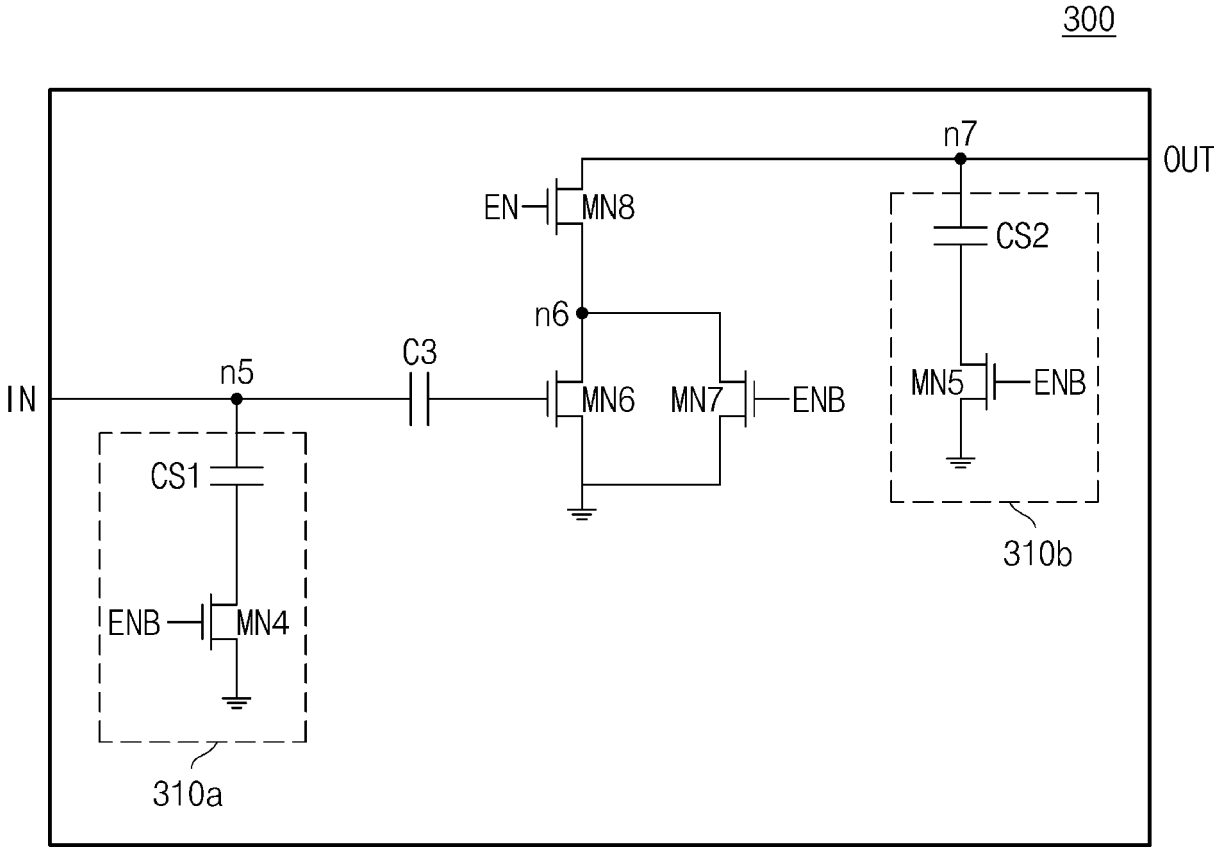 300
n7
OUT
EN
MN8
CS2
n6
C3
n5
MN5
ENB
IN
MN6
MN7
ENB
CS1
310b
ENB
MN4
310a